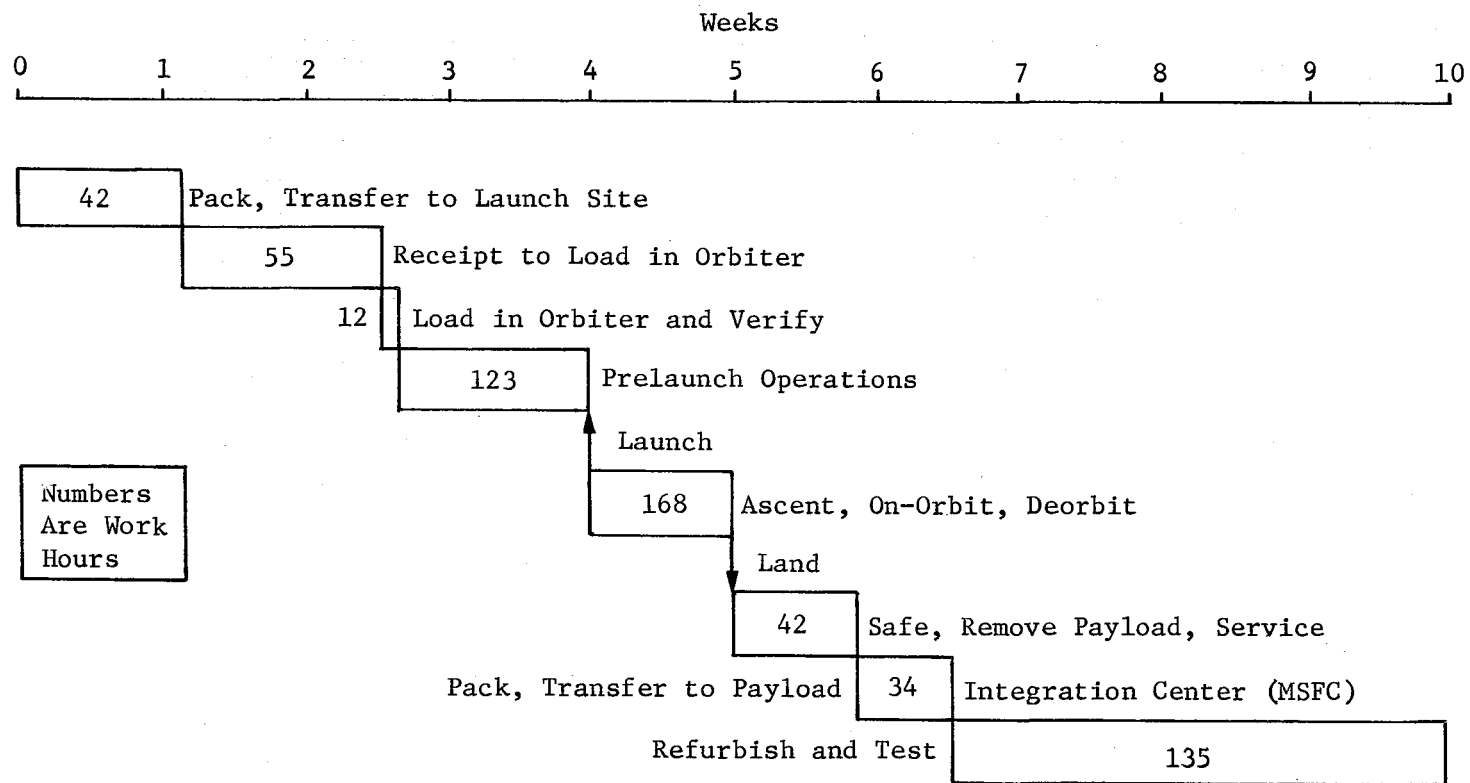 Weeks
0 1 2 3 4 5 6 7 8 9 10
42 Pack, Transfer to Launch Site
55 Receipt to Load in Orbiter
12 Load in Orbiter and Verify
123 Prelaunch Operations
Launch
Numbers
Are Work
Hours
168 Ascent, On-Orbit, Deorbit
Land
42 Safe, Remove Payload, Service
Pack, Transfer to Payload 34 Integration Center (MSFC)
Refurbish and Test 135